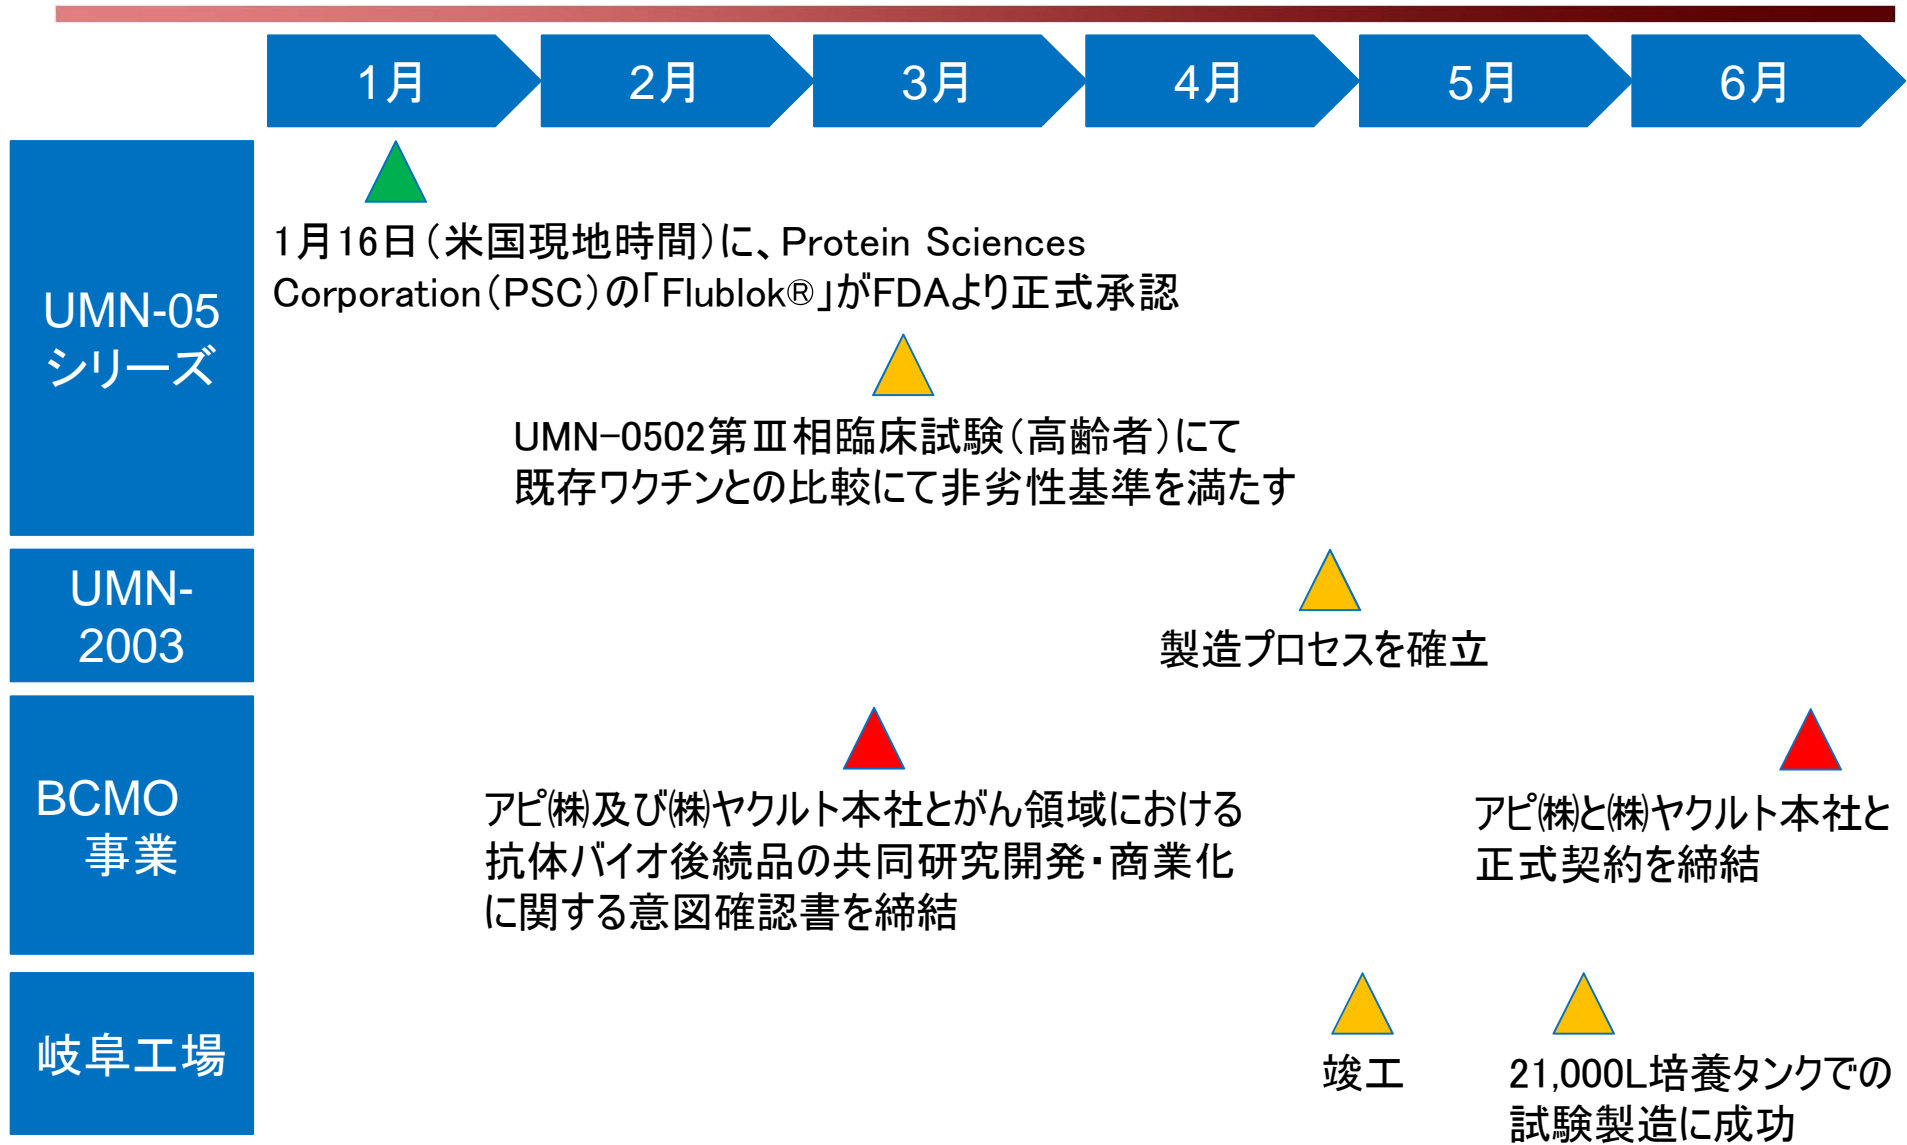 1月
2月
3月
4月
5月
6月
UMN-05
シリーズ
1月16日（米国現地時間）に、Protein Sciences
Corporation（PSC）の「Flublok®」がFDAより正式承認
UMN-0502第Ⅲ相臨床試験（高齢者）にて
既存ワクチンとの比較にて非劣性基準を満たす
UMN-
2003
製造プロセスを確立
BCMO
事業
アピ㈱及び㈱ヤクルト本社とがん領域における
抗体バイオ後続品の共同研究開発・商業化
に関する意図確認書を締結
アピ㈱と㈱ヤクルト本社と
正式契約を締結
岐阜工場
竣工
21,000L培養タンクでの
試験製造に成功